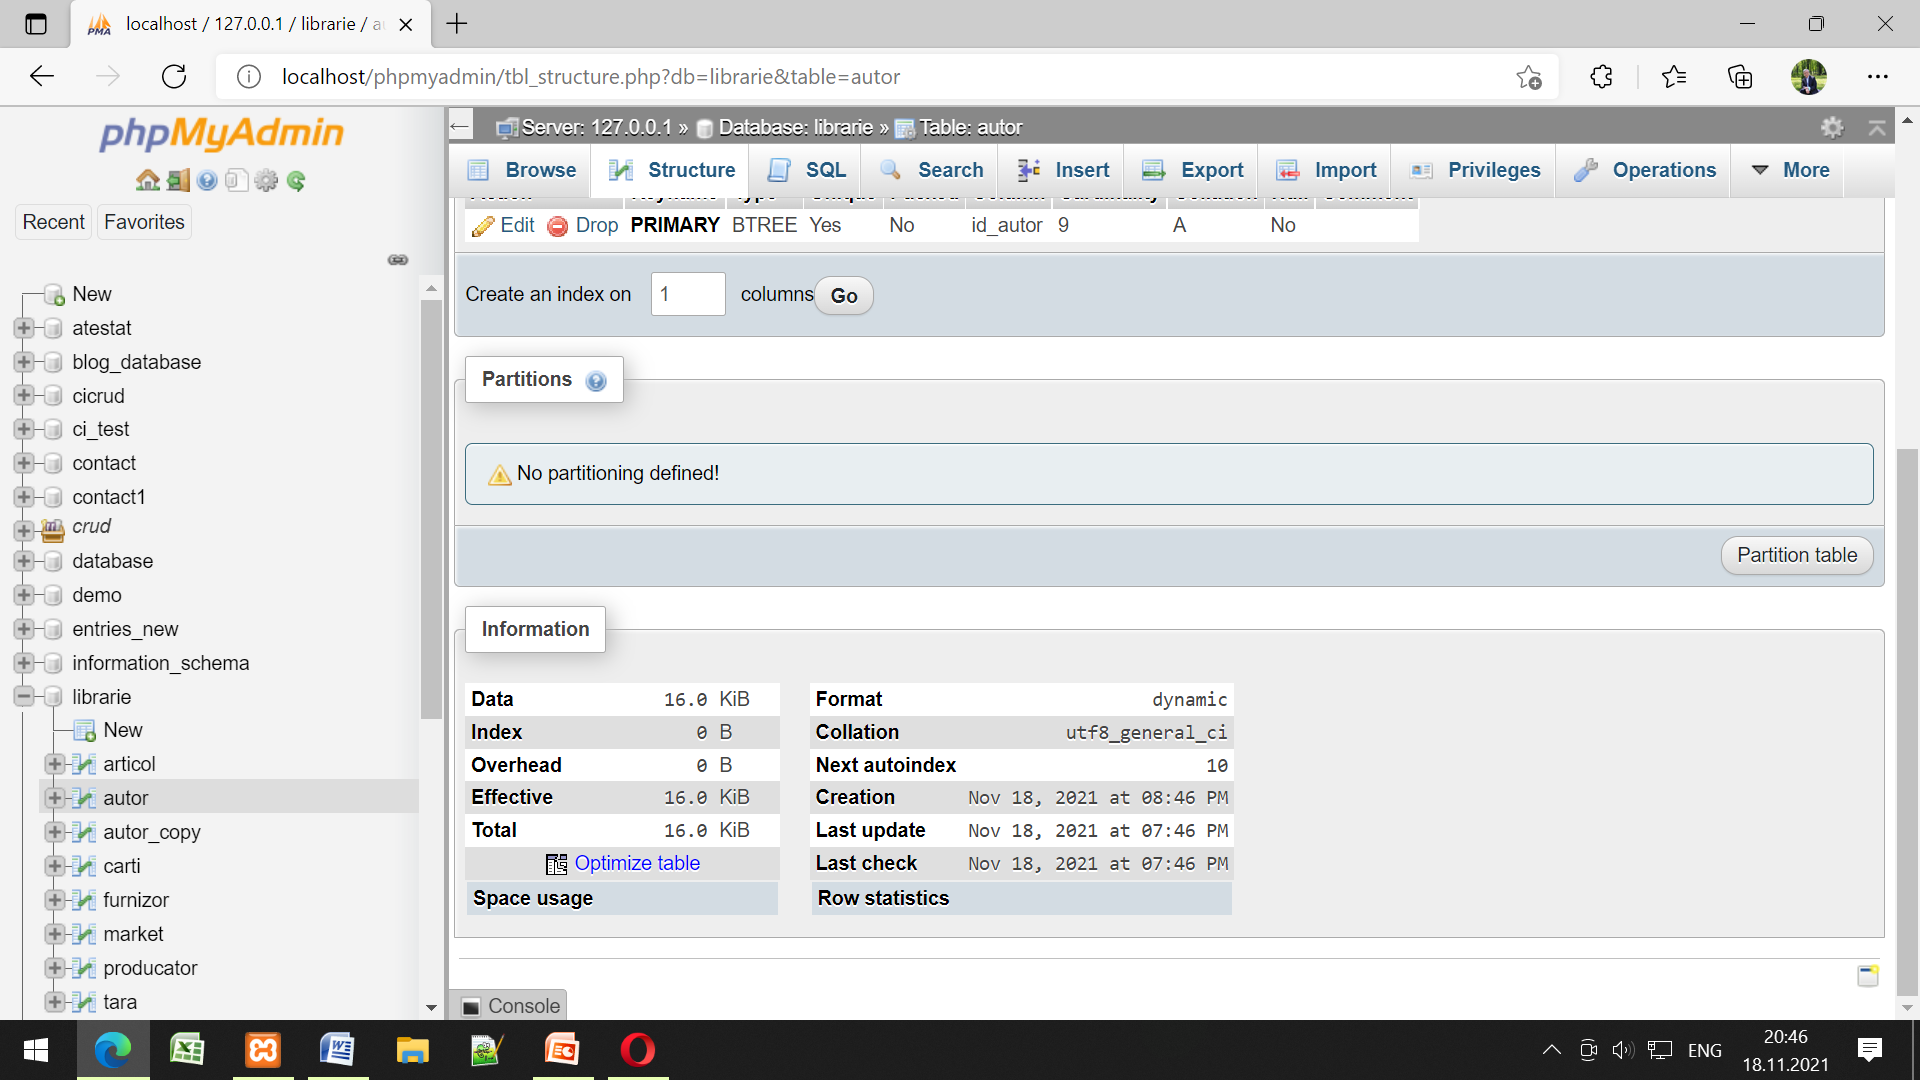 localhost / 127.0.0.1 / librarie / au
localhost/phpmyadmin/tbl_structure.php?db=librarie&table=autor
phpMyAdmin
Recent
Favorites
New
atestat
blog_database
cicrud
ci_test
contact
contact1
crud
database
demo
entries_new
information_schema
librarie
New
articol
autor
autor_copy
carti
furnizor
market
producator
tara
Server: 127.0.0.1 » Database: librarie » Table: autor
Browse
Structure
SQL
Search
Insert
Export
Import
Privileges
Operations
More
Edit Drop PRIMARY BTREE Yes No id_autor 9 A No
Create an index on 1 columns Go
Partitions
No partitioning defined!
Partition table
Information
Data 16.0 KiB
Index 0 B
Overhead 0 B
Effective 16.0 KiB
Total 16.0 KiB
Optimize table
Space usage
Format dynamic
Collation utf8_general_ci
Next autoindex 10
Creation Nov 18, 2021 at 08:46 PM
Last update Nov 18, 2021 at 07:46 PM
Last check Nov 18, 2021 at 07:46 PM
Row statistics
Console
ENG
20:46
18.11.2021